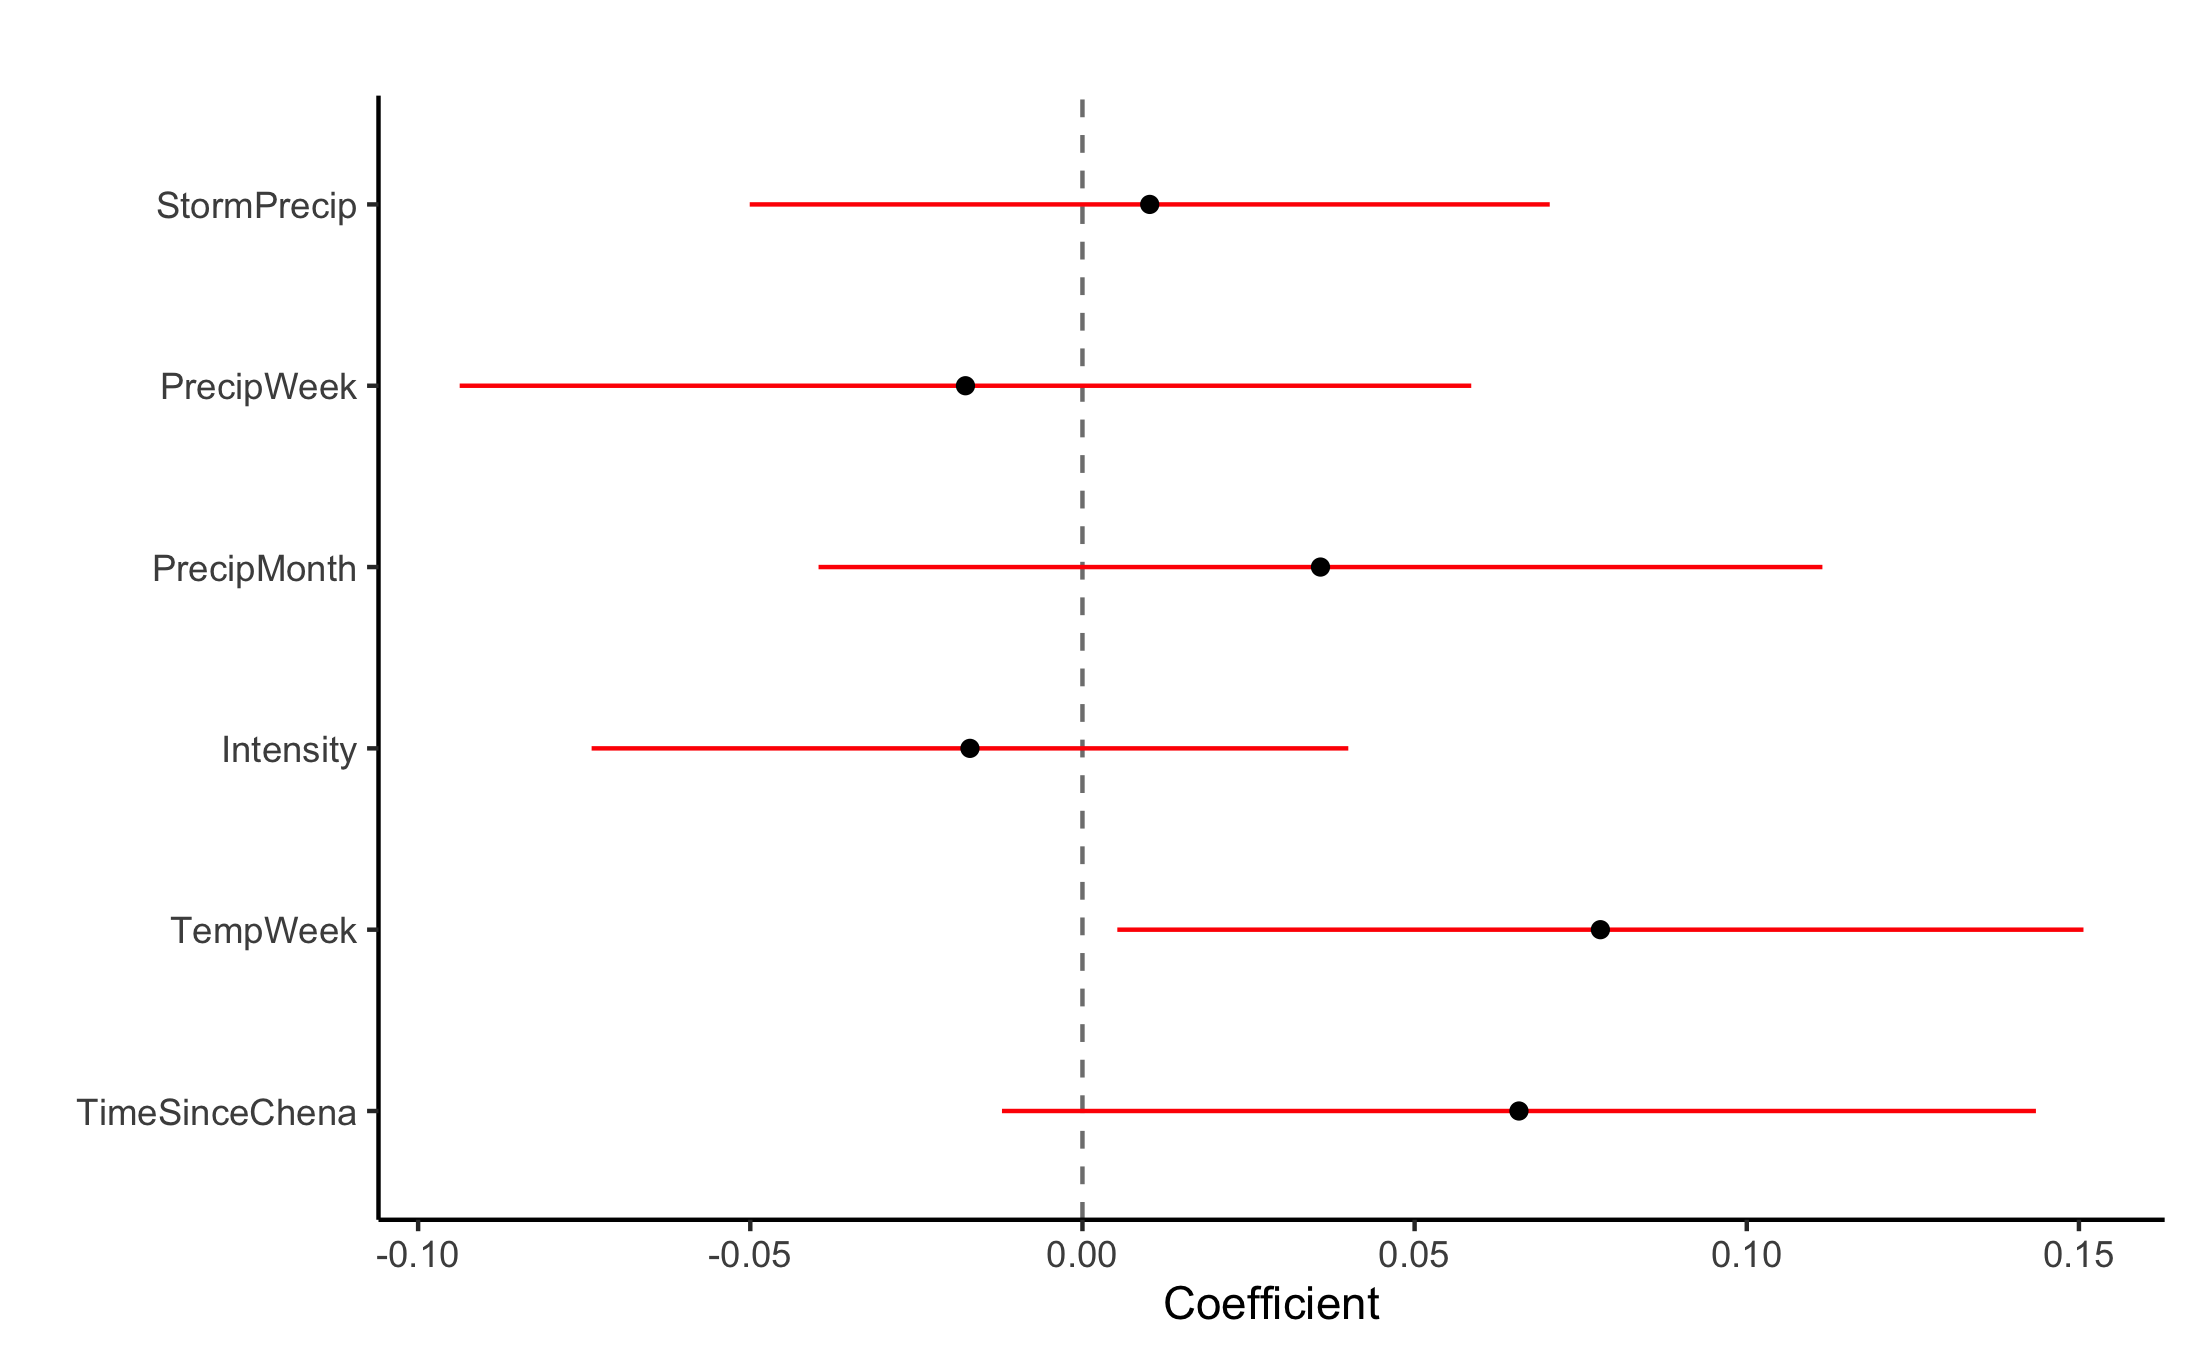 StormPrecip
PrecipWeek
PrecipMonth
Intensity
TempWeek
TimeSinceChena
-0.10 -0.05 0.00 0.05 0.10 0.15
Coefficient